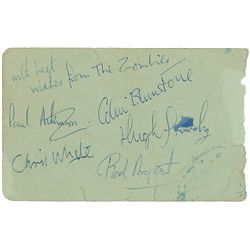 with best
wishes from The Zombies
Paul Atkinson
Colin Blunstone
Hugh Grundy
Chris White
Rod Argent